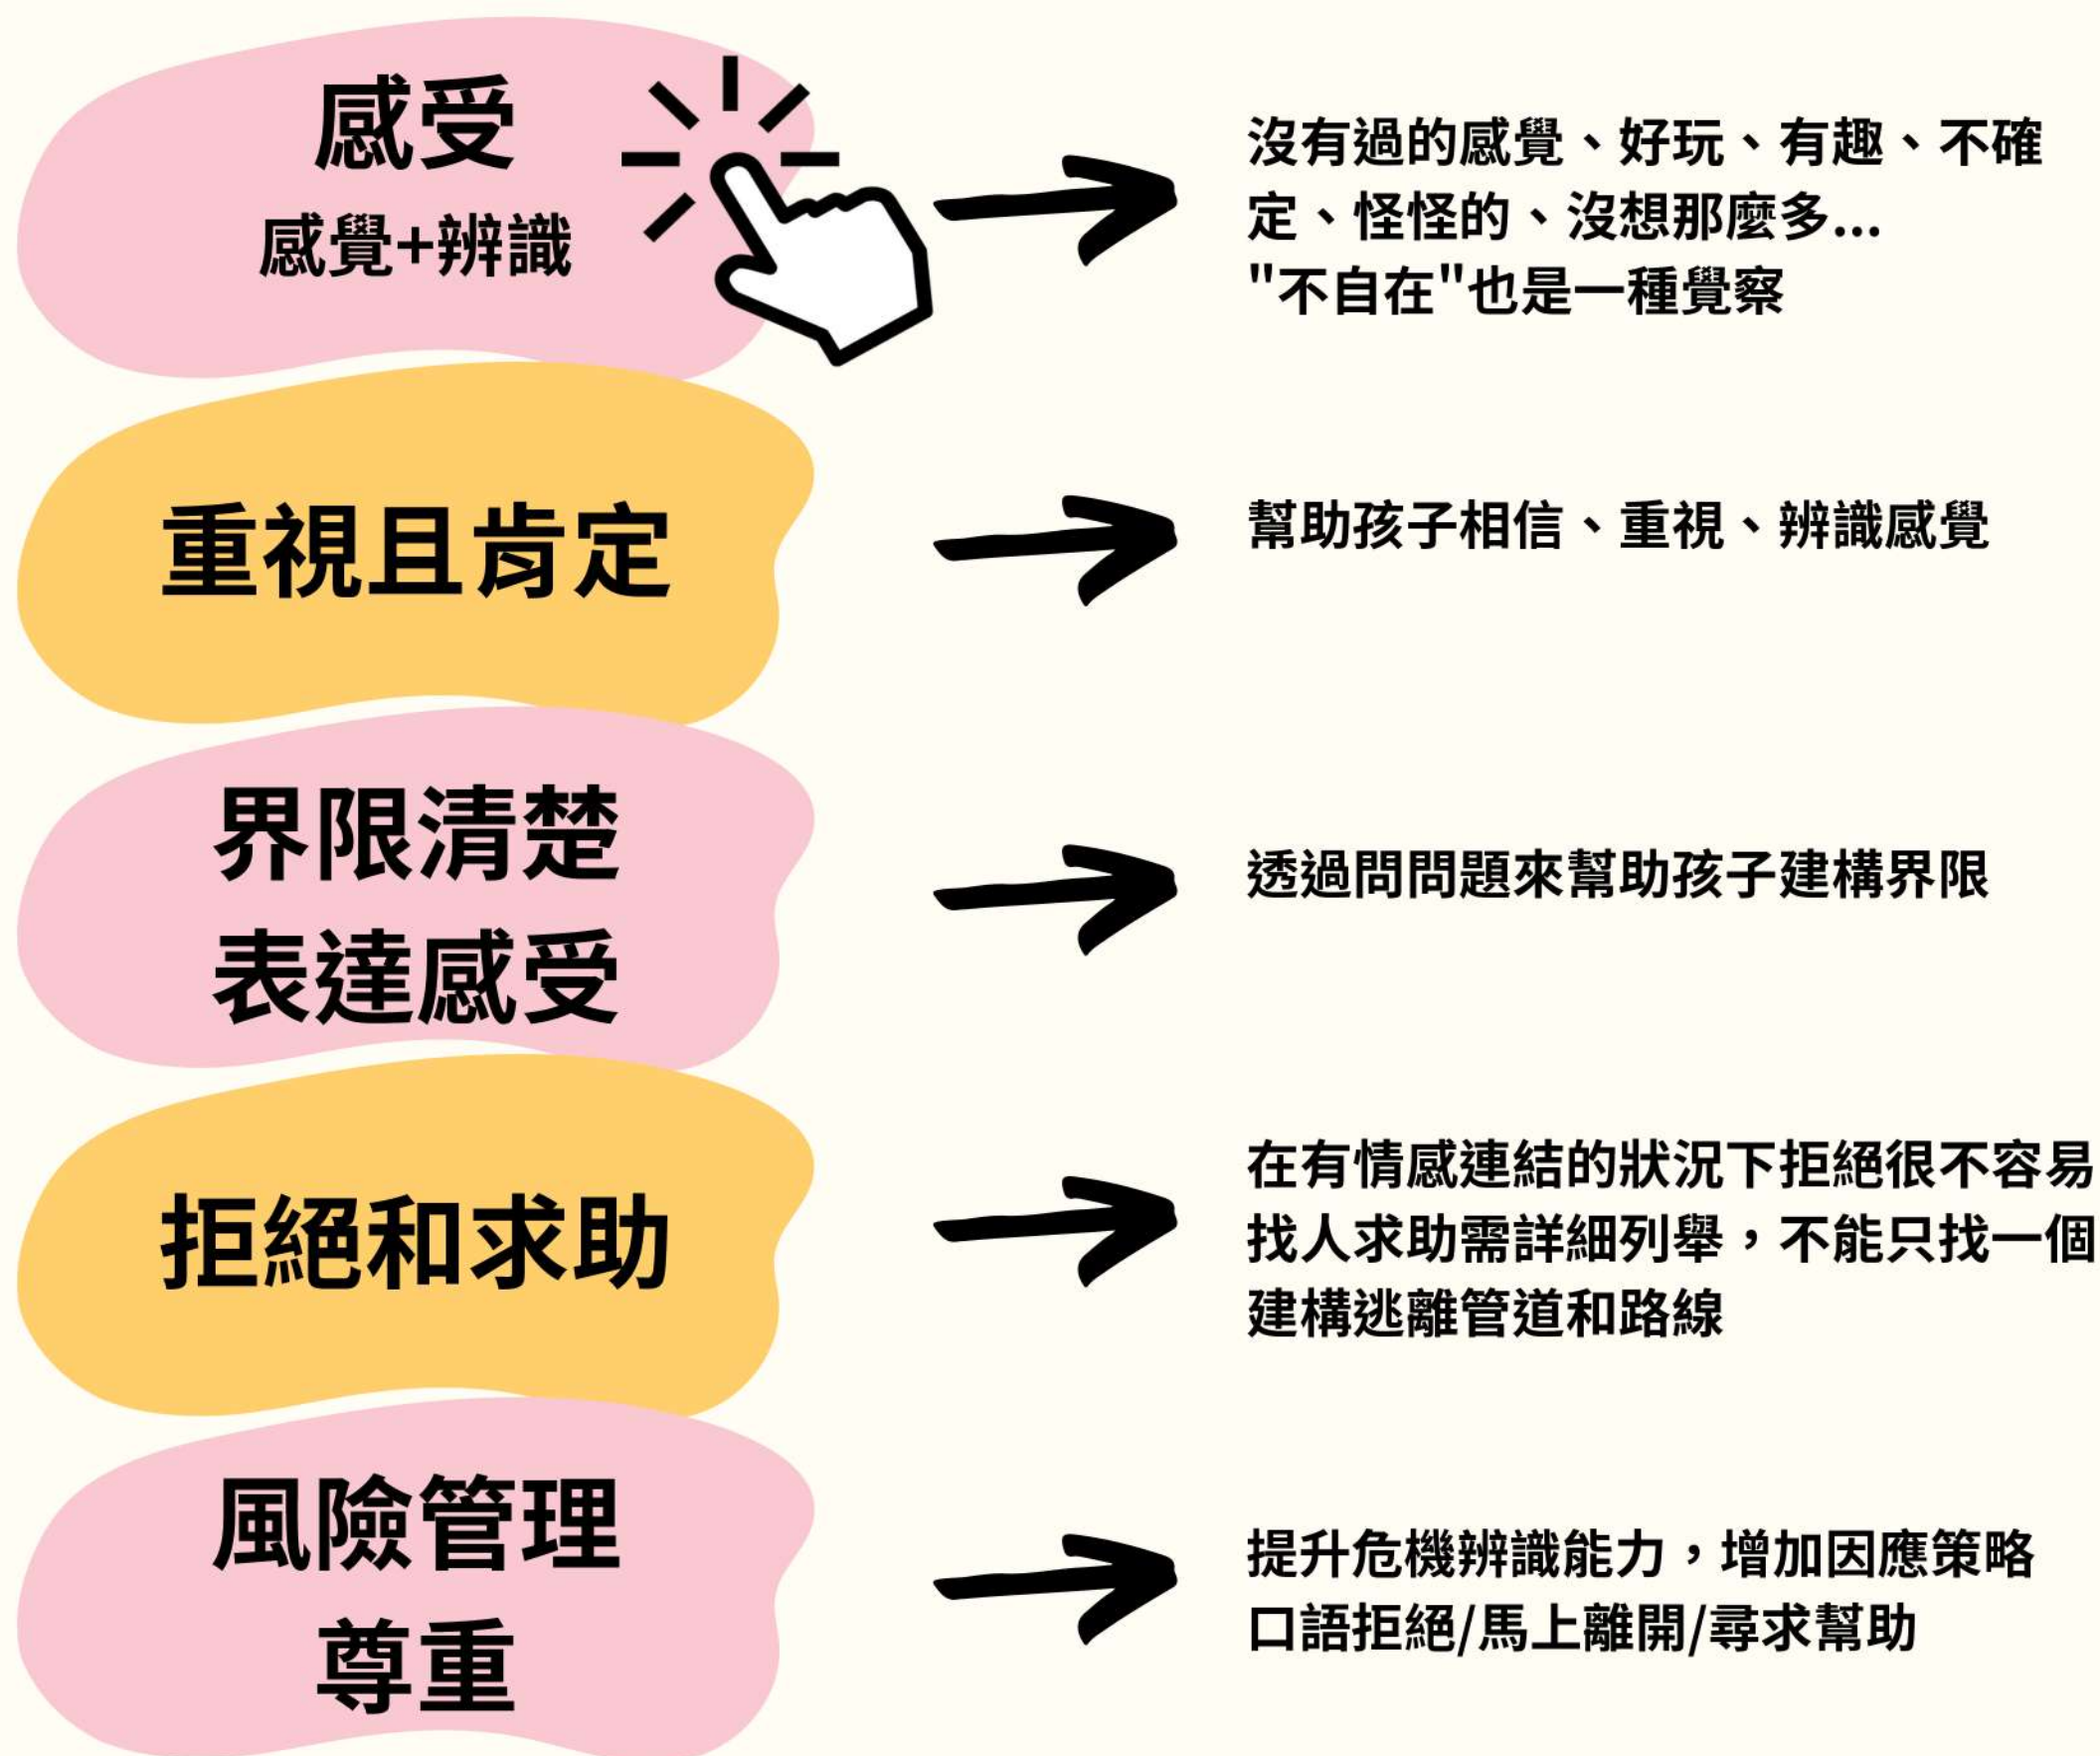 感受
感覺+辨識
沒有過的感覺、好玩、有趣、不確
定、怪怪的、沒想那麼多...
"不自在"也是一種覺察
重視且肯定
幫助孩子相信、重視、辨識感覺
界限清楚
表達感受
透過問問題來幫助孩子建構界限
拒絕和求助
在有情感連結的狀況下拒絕很不容易
找人求助需詳細列舉，不能只找一個
建構逃離管道和路線
風險管理
尊重
提升危機辨識能力，增加因應策略
口語拒絕/馬上離開/尋求幫助